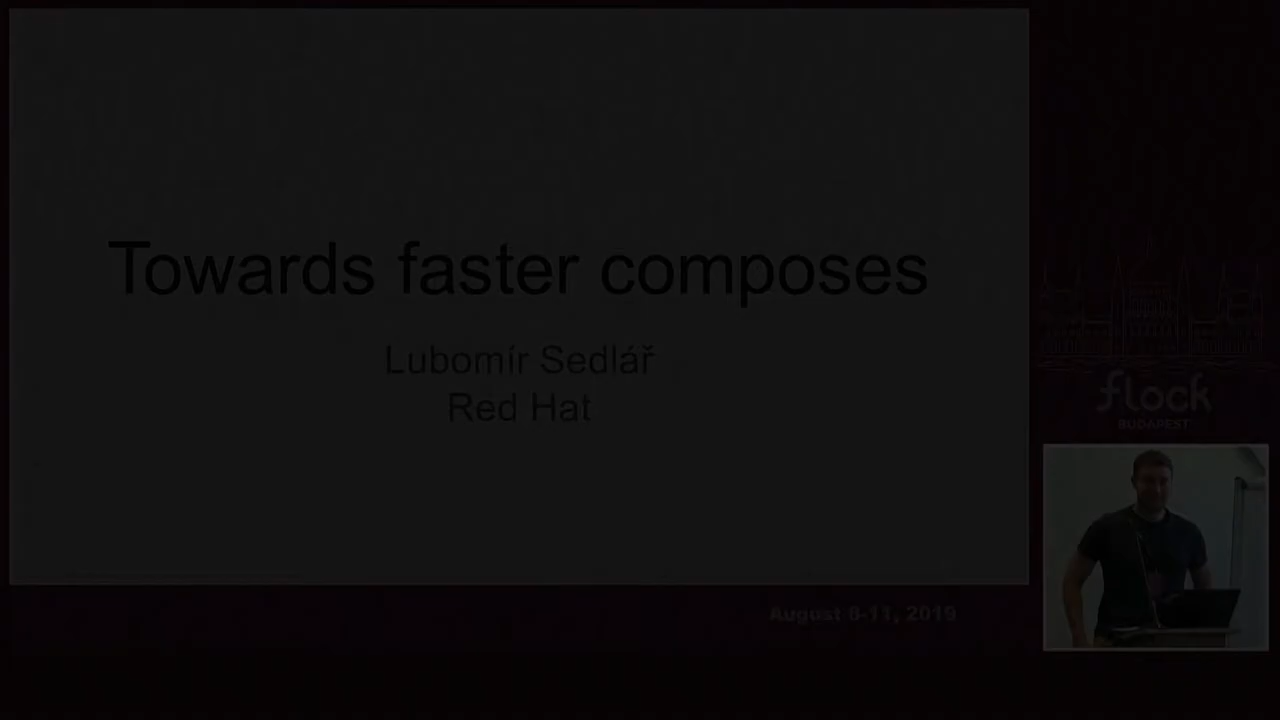 Towards faster composes
Lubomír Sedlář
Red Hat
flock
BUDAPEST
August 8-11, 2019